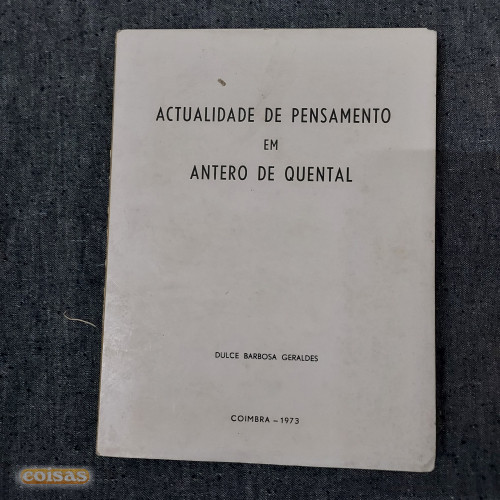 ACTUALIDADE DE PENSAMENTO
EM
ANTERO DE QUENTAL
DULCE BARBOSA GERALDES
COIMBRA – 1973
coisas